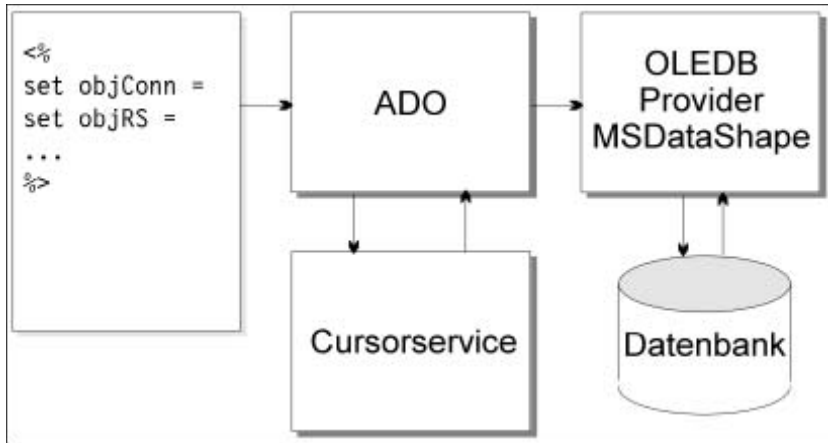 <%
set objConn =
set objRS =
...
%>
ADO
OLEDB
Provider
MSDataShape
Cursorservice
Datenbank